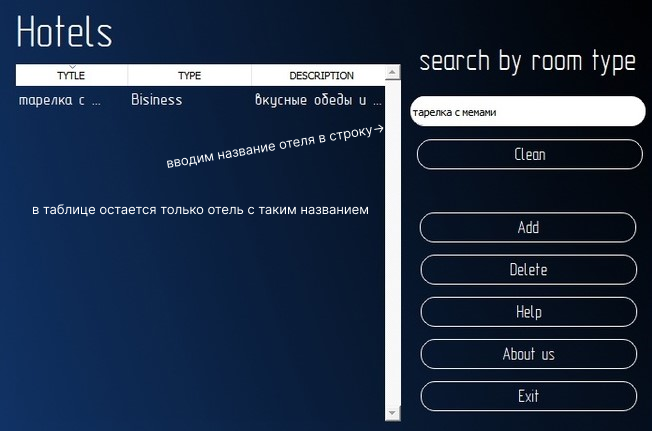 Hotels
search by room type
TYTLE TYPE DESCRIPTION
тарелка с ... Bisiness вкусные обеды и ...
тарелка с мемами
вводим название отеля в строку→
Clean
в таблице остается только отель с таким названием
Add
Delete
Help
About us
Exit